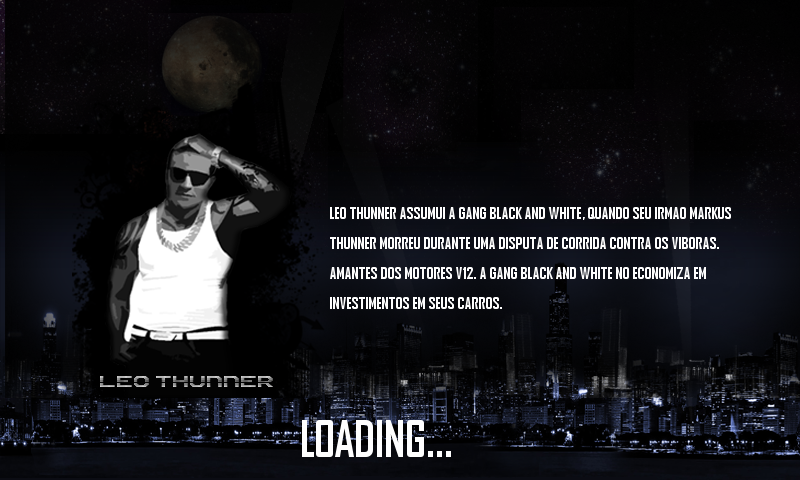 LEO THUNNER ASSUMUI A GANG BLACK AND WHITE, QUANDO SEU IRMAO MARKUS
THUNNER MORREU DURANTE UMA DISPUTA DE CORRIDA CONTRA OS VIBORAS.
AMANTES DOS MOTORES V12. A GANG BLACK AND WHITE NO ECONOMIZA EM
INVESTIMENTOS EM SEUS CARROS.
LEO THUNNER
LOADING...